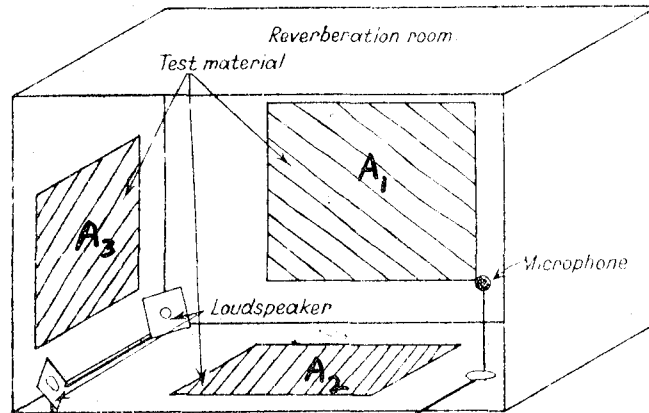 Reverberation room
Test material
A1
A3
Microphone
Loudspeaker
A2